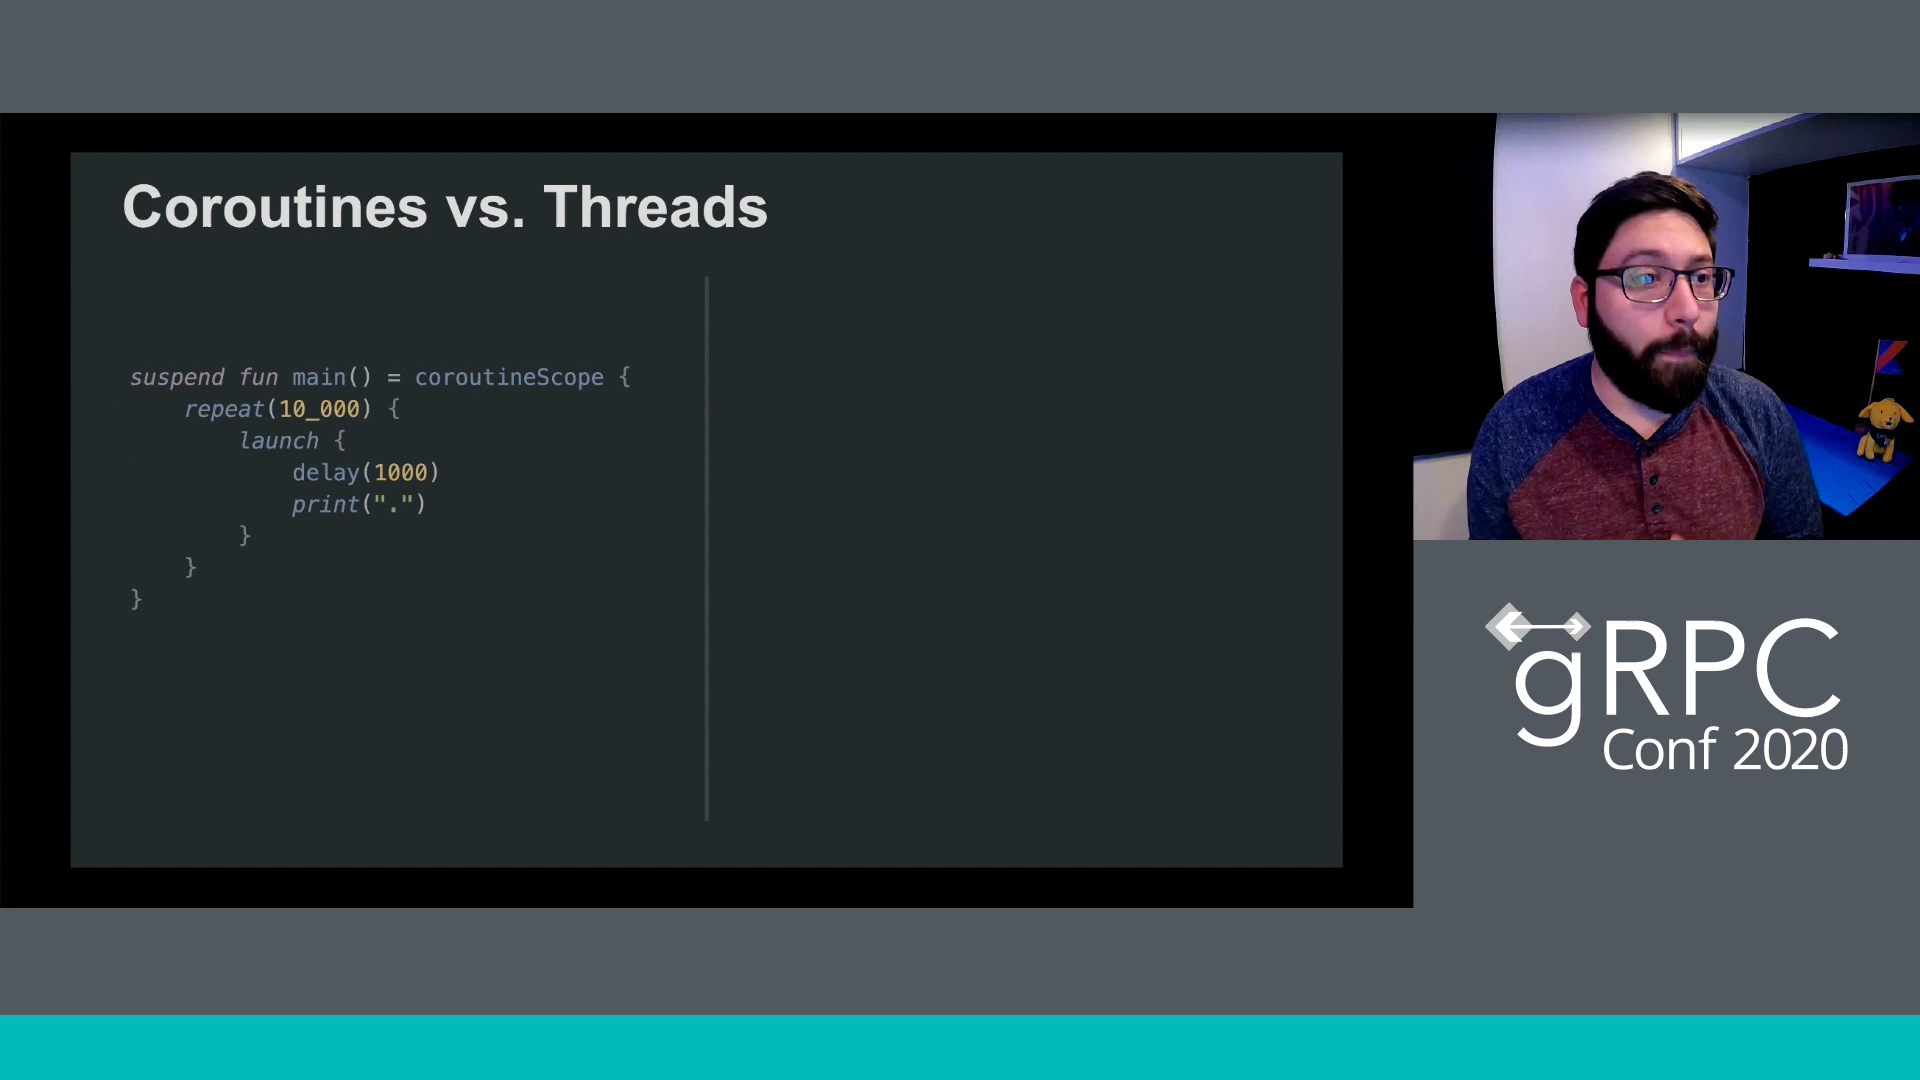 Coroutines vs. Threads
suspend fun main() = coroutineScope {
    repeat(10_000) {
        launch {
            delay(1000)
            print(".")
        }
    }
}
gRPC
Conf 2020